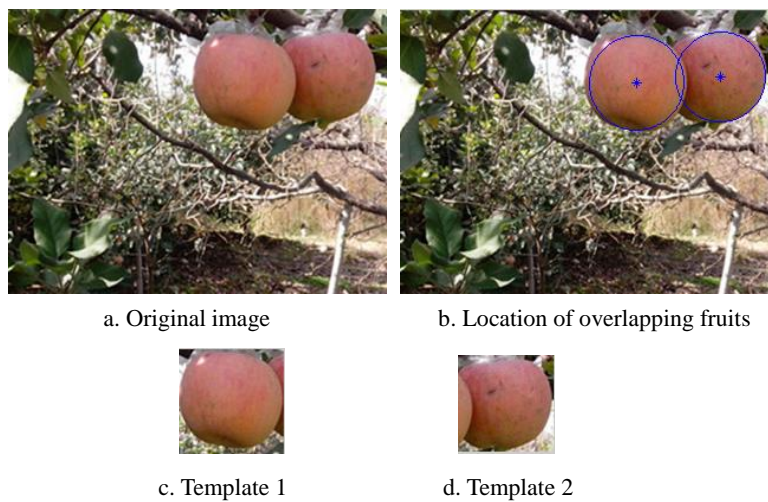 a. Original image
b. Location of overlapping fruits
c. Template 1
d. Template 2